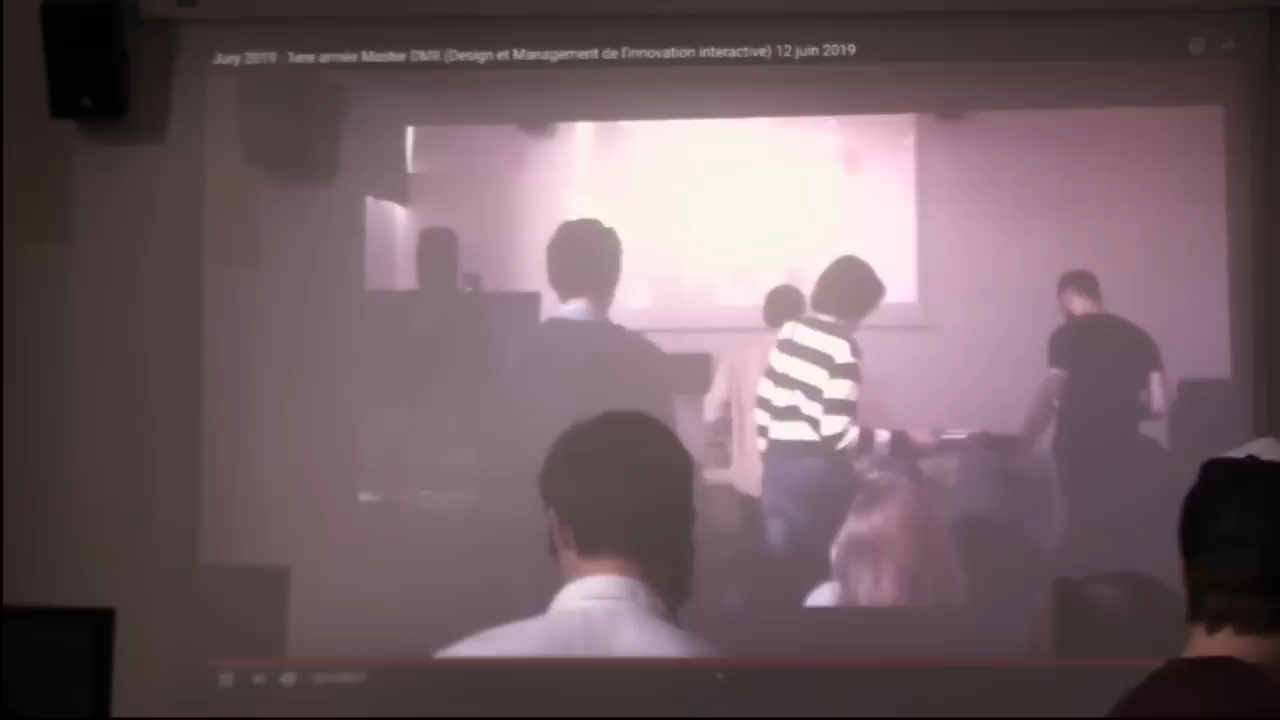 Jury 2019 1ere année Master DMII (Design et Management de l'innovation interactive) 12 juin 2019